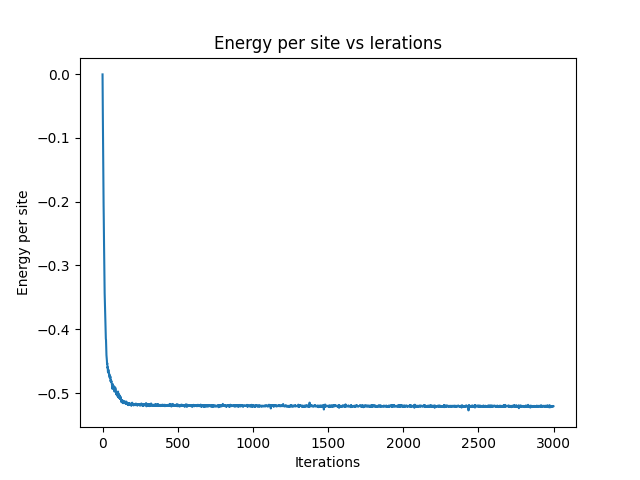 Energy per site vs Ierations
0.0
−0.1
−0.2
−0.3
−0.4
−0.5
Energy per site
0 500 1000 1500 2000 2500 3000
Iterations